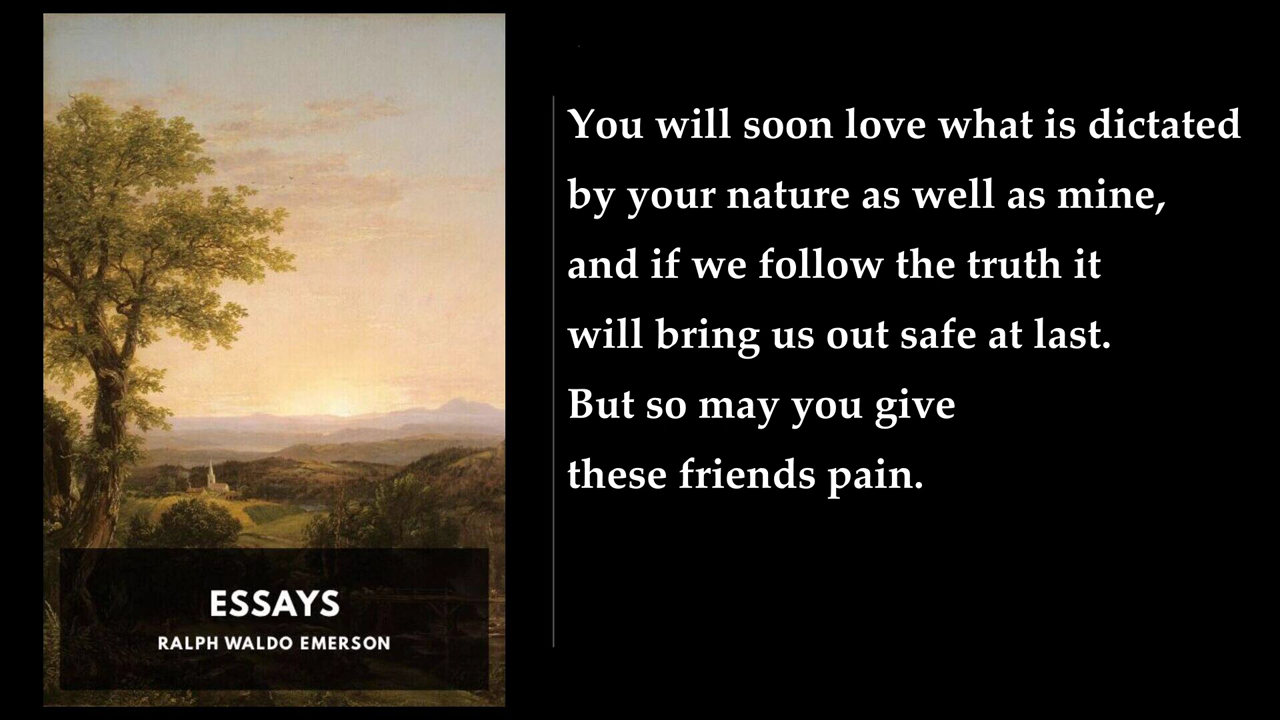 ESSAYS
RALPH WALDO EMERSON
You will soon love what is dictated
by your nature as well as mine,
and if we follow the truth it
will bring us out safe at last.
But so may you give
these friends pain.